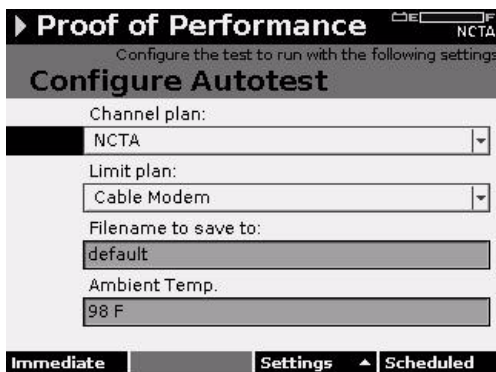 Proof of Performance
E F
NCTA
Configure the test to run with the following settings
Configure Autotest
Channel plan:
NCTA
Limit plan:
Cable Modem
Filename to save to:
default
Ambient Temp.
98 F
Immediate Settings Scheduled